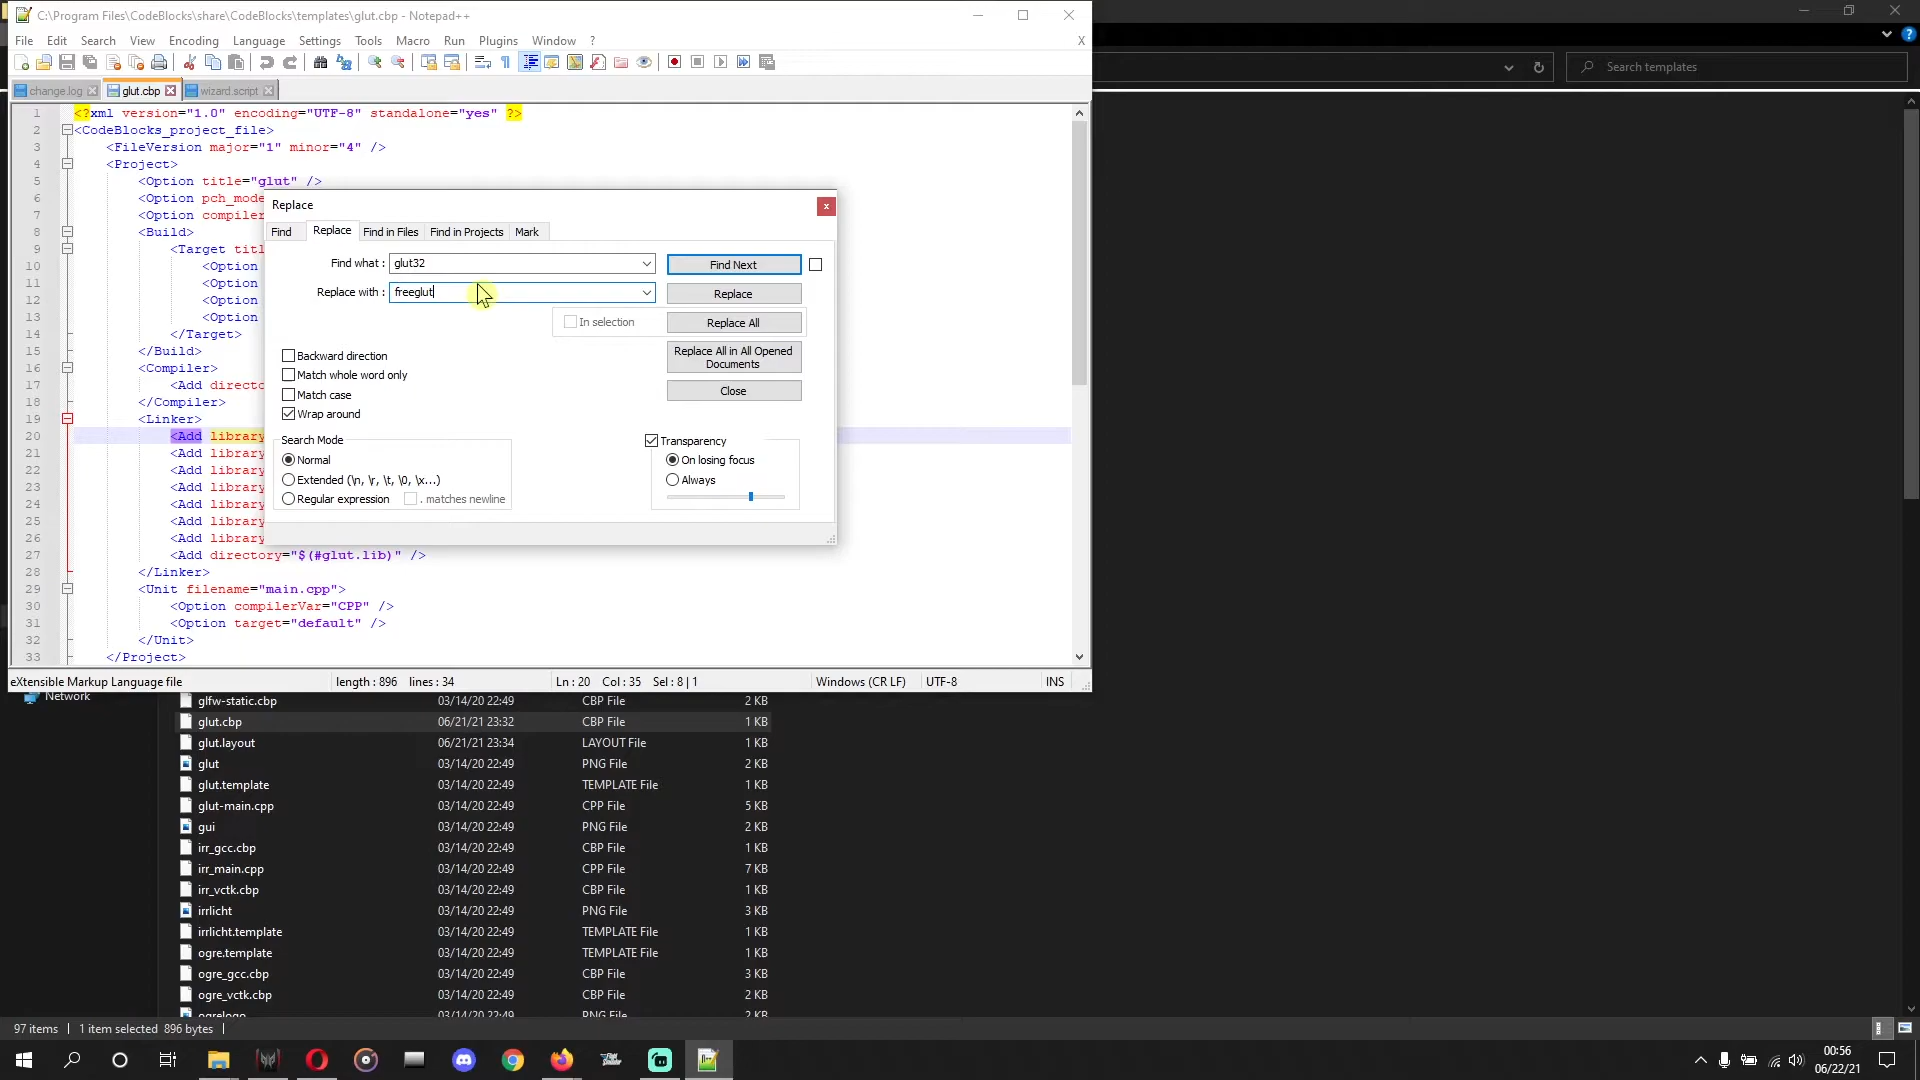 C:\Program Files\CodeBlocks\share\CodeBlocks\templates\glut.cbp - Notepad++
File Edit Search View Encoding Language Settings Tools Macro Run Plugins Window ? X
Search templates
change.log glut.cbp wizard.script
1 <?xml version="1.0" encoding="UTF-8" standalone="yes" ?>
2 <CodeBlocks_project_file>
3 <FileVersion major="1" minor="4" />
4 <Project>
5 <Option title="glut" />
6 <Option pch_mode
7 <Option compiler
8 <Build>
9 <Target titl
10 <Option
11 <Option
12 <Option
13 <Option
14 </Target>
15 </Build>
16 <Compiler>
17 <Add directo
18 </Compiler>
19 <Linker>
20 <Add library
21 <Add library
22 <Add library
23 <Add library
24 <Add library
25 <Add library
26 <Add library
27 <Add directory="$(#glut.lib)" />
28 </Linker>
29 <Unit filename="main.cpp">
30 <Option compilerVar="CPP" />
31 <Option target="default" />
32 </Unit>
33 </Project>
Replace
Find Replace Find in Files Find in Projects Mark
Find what : glut32 Find Next
Replace with : freeglut Replace
In selection Replace All
Replace All in All Opened Documents
Backward direction
Match whole word only
Close
Match case
Wrap around
Search Mode
Normal
Extended (\n, \r, \t, \0, \x...)
Regular expression . matches newline
Transparency
On losing focus
Always
eXtensible Markup Language file length : 896 lines : 34 Ln : 20 Col : 35 Sel : 8 | 1 Windows (CR LF) UTF-8 INS
Network
glfw-static.cbp 03/14/20 22:49 CBP File 2 KB
glut.cbp 06/21/21 23:32 CBP File 1 KB
glut.layout 06/21/21 23:34 LAYOUT File 1 KB
glut 03/14/20 22:49 PNG File 2 KB
glut.template 03/14/20 22:49 TEMPLATE File 1 KB
glut-main.cpp 03/14/20 22:49 CPP File 5 KB
gui 03/14/20 22:49 PNG File 2 KB
irr_gcc.cbp 03/14/20 22:49 CBP File 1 KB
irr_main.cpp 03/14/20 22:49 CPP File 7 KB
irr_vctk.cbp 03/14/20 22:49 CBP File 1 KB
irrlicht 03/14/20 22:49 PNG File 3 KB
irrlicht.template 03/14/20 22:49 TEMPLATE File 1 KB
ogre.template 03/14/20 22:49 TEMPLATE File 1 KB
ogre_gcc.cbp 03/14/20 22:49 CBP File 3 KB
ogre_vctk.cbp 03/14/20 22:49 CBP File 2 KB
ogrelogo 03/14/20 22:49 PNG File 2 KB
97 items 1 item selected 896 bytes
00:56
06/22/21